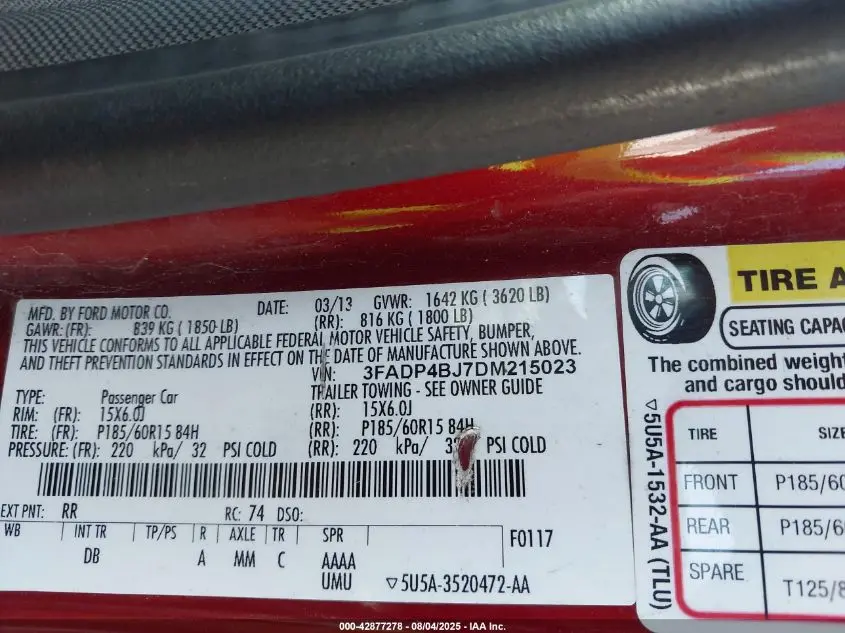 MFD. BY FORD MOTOR CO. DATE: 03/13 GVWR: 1642 KG ( 3620 LB)
GAWR: (FR): 839 KG ( 1850 LB) (RR): 816 KG ( 1800 LB)
THIS VEHICLE CONFORMS TO ALL APPLICABLE FEDERAL MOTOR VEHICLE SAFETY, BUMPER,
AND THEFT PREVENTION STANDARDS IN EFFECT ON THE DATE OF MANUFACTURE SHOWN ABOVE.
VIN: 3FADP4BJ7DM215023
TYPE: Passenger Car TRAILER TOWING - SEE OWNER GUIDE
RIM: (FR): 15X6.0J (RR): 15X6.0J
TIRE: (FR): P185/60R15 84H (RR): P185/60R15 84H
PRESSURE: (FR): 220 kPa/ 32 PSI COLD (RR): 220 kPa/ PSI COLD
EXT PNT: RR RC: 74 DSO:
WB INT TR TP/PS R AXLE TR SPR
DB A MM C AAAA F0117
UMU ▽5U5A-3520472-AA
TIRE A
SEATING CAPA
The combined weight
and cargo should
TIRE SIZE
FRONT P185/60
REAR P185/60
SPARE T125/8
▽5U5A-1532-AA (TLU)
000-42877278 - 08/04/2025 - IAA Inc.